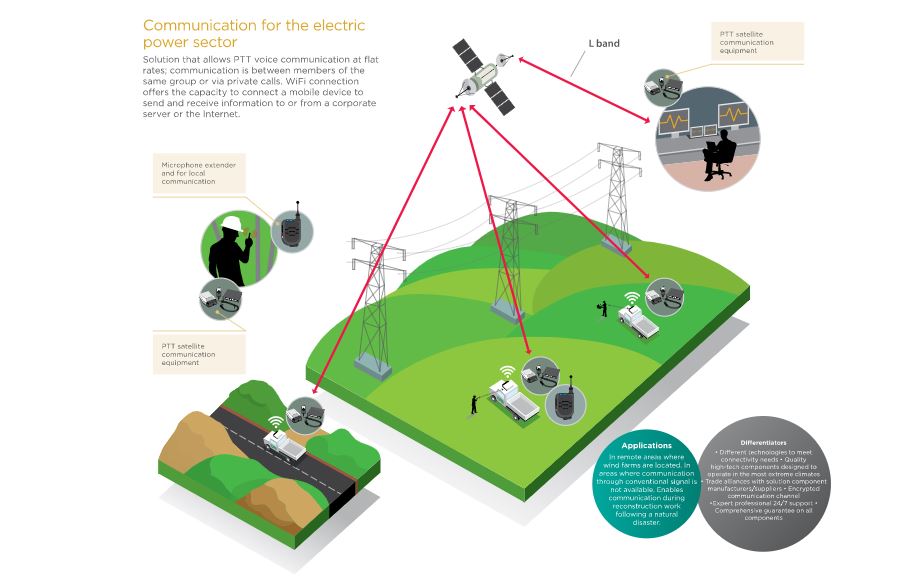 Communication for the electric
power sector
Solution that allows PTT voice communication at flat
rates; communication is between members of the
same group or via private calls. WiFi connection
offers the capacity to connect a mobile device to
send and receive information to or from a corporate
server or the Internet.
L band
PTT satellite
communication
equipment
Microphone extender
and for local
communication
PTT satellite
communication
equipment
Applications
In remote areas where
wind farms are located. In
areas where communication
through conventional signal is
not available. Enables
communication during
reconstruction work
following a natural
disaster.
Differentiators
• Different technologies to meet
connectivity needs • Quality
high-tech components designed to
operate in the most extreme climates
• Trade alliances with solution component
manufacturers/suppliers • Encrypted
communication channel
•Expert professional 24/7 support •
Comprehensive guarantee on all
components